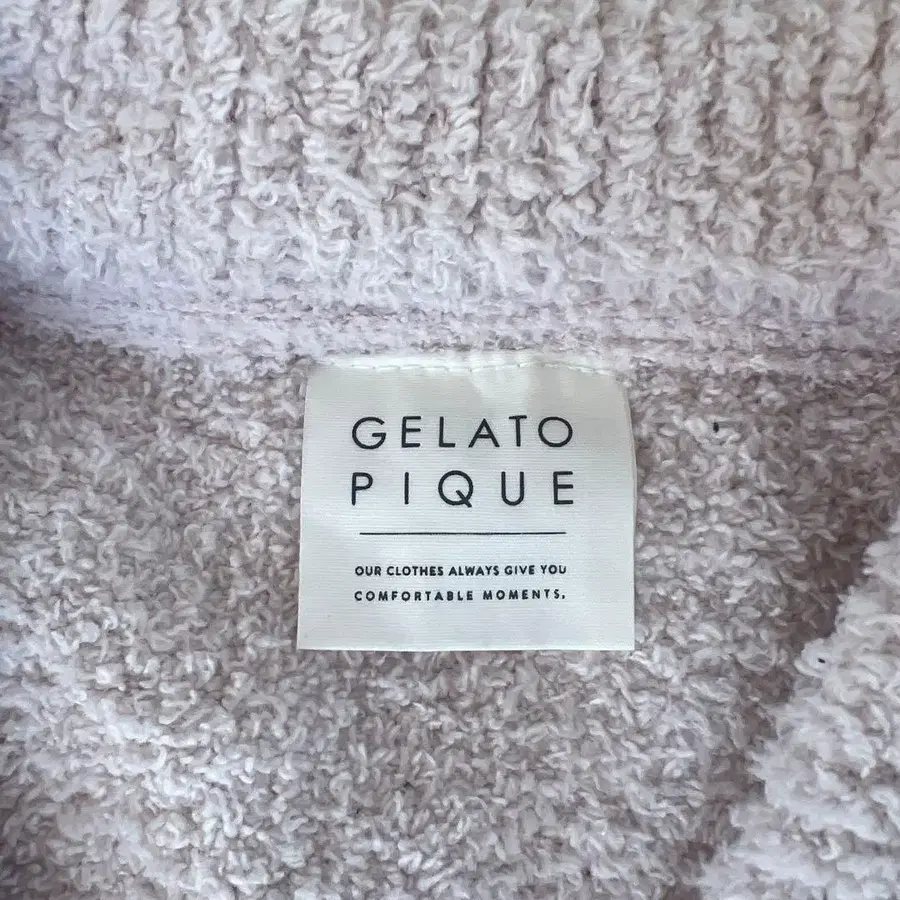 GELATO
PIQUE
OUR CLOTHES ALWAYS GIVE YOU
COMFORTABLE MOMENTS.